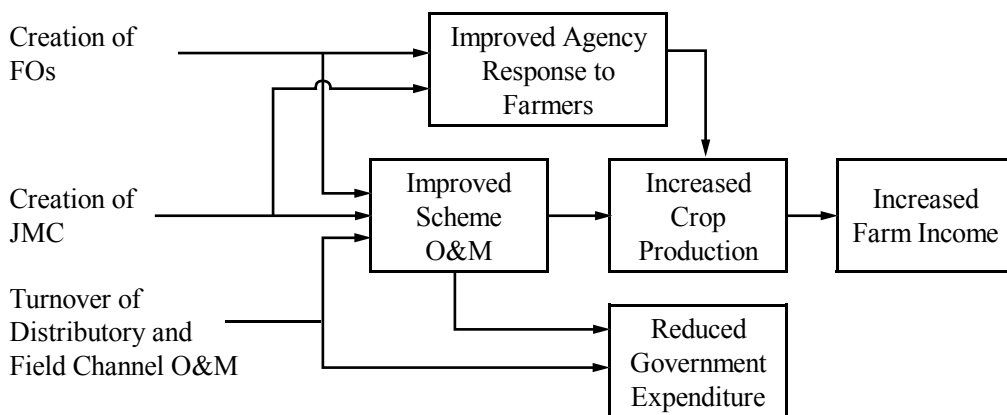 Creation of
FOs
Improved Agency
Response to
Farmers
Creation of
JMC
Improved
Scheme
O&M
Increased
Crop
Production
Increased
Farm Income
Turnover of
Distributory and
Field Channel O&M
Reduced
Government
Expenditure